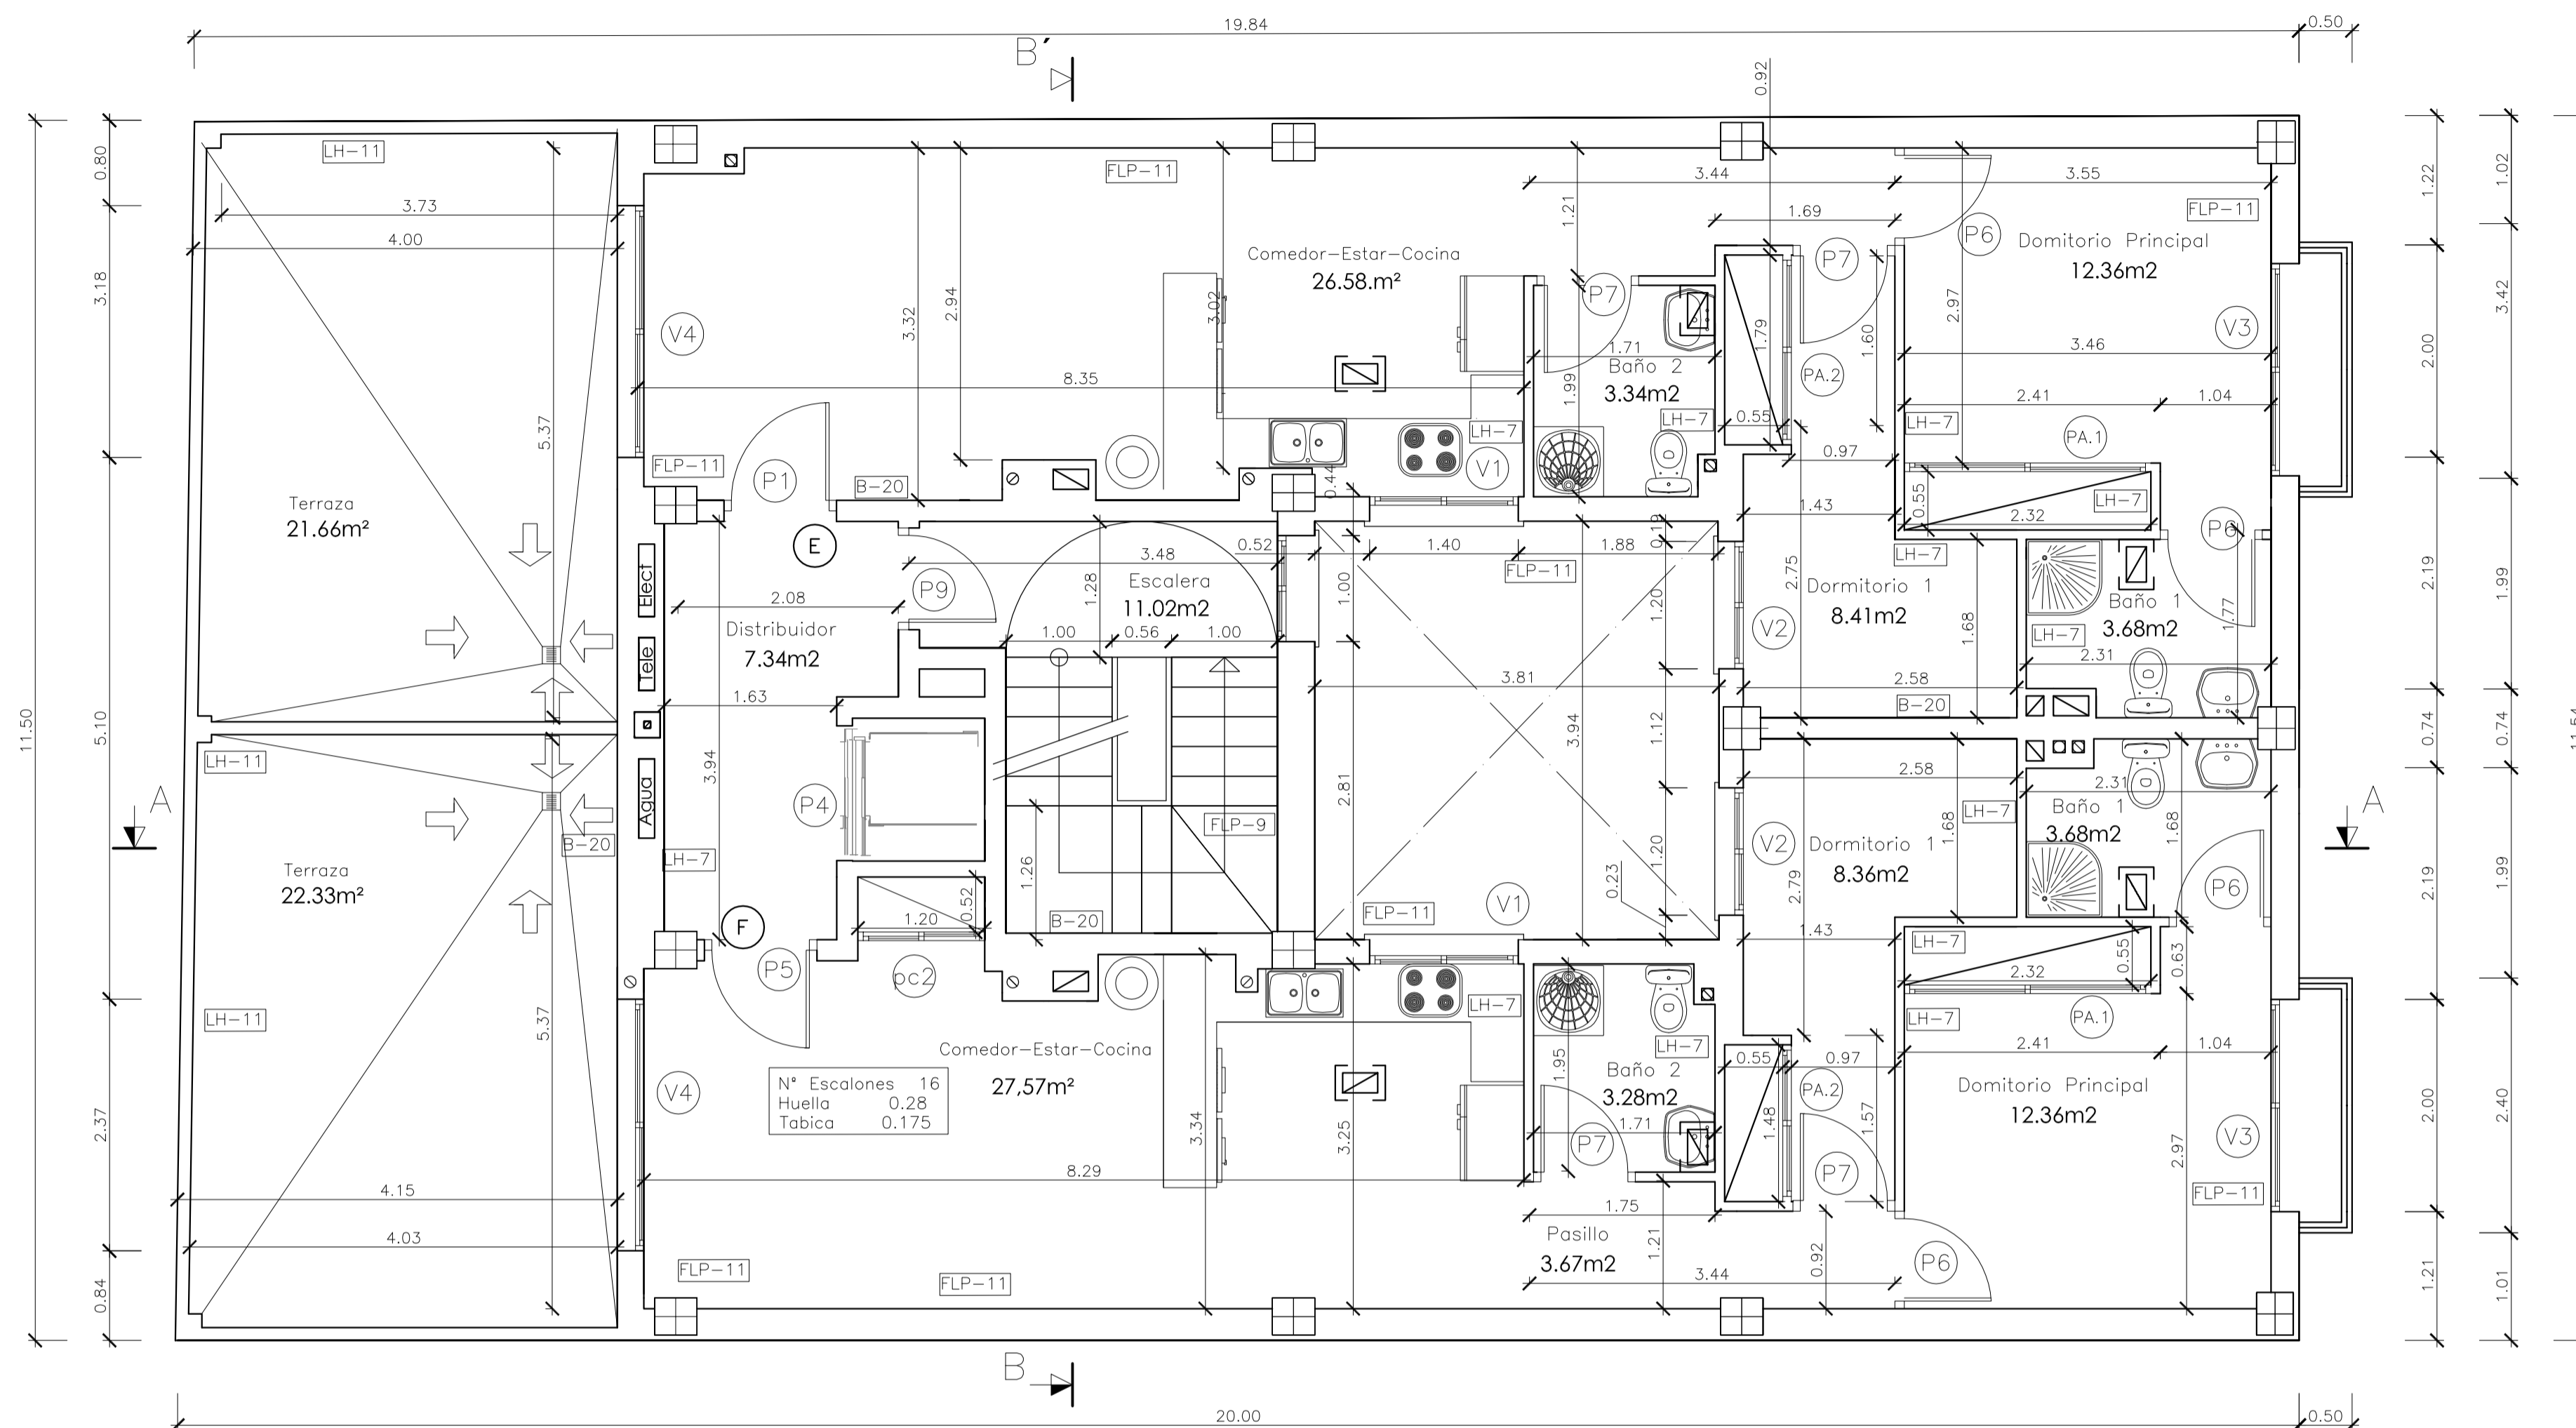 19.84
0.50
B´
0.92
LH-11
FLP-11
3.44
3.55
1.22
1.02
0.80
3.73
4.00
1.21
1.69
FLP-11
P6
Domitorio Principal
12.36m2
Comedor-Estar-Cocina
26.58.m²
P7
P7
3.18
3.32
2.94
3.02
2.97
3.42
V4
V3
1.79
1.60
2.00
1.71
3.46
Baño 2
3.34m2
1.99
8.35
PA.2
5.37
0.55
LH-7
LH-7
2.41
1.04
LH-7
PA.1
FLP-11
P1
B-20
V1
0.44
0.97
0.55
LH-7
2.32
Terraza
21.66m²
1.43
P6
E
3.48
0.52
1.40
1.88
0.19
FLP-11
LH-7
Elect
P9
1.28
Escalera
11.02m2
1.00
1.20
2.75
Dormitorio 1
8.41m2
V2
1.68
Baño 1
3.68m2
1.77
2.19
1.99
2.08
Distribuidor
7.34m2
1.00
0.56
1.00
LH-7
2.31
Tele
1.63
3.81
2.58
B-20
11.50
5.10
3.94
3.94
1.12
0.74
0.74
11.54
LH-11
2.58
2.31
A
Agua
P4
2.81
Baño 1
3.68m2
LH-7
A
B-20
FLP-9
1.20
V2
Dormitorio 1
8.36m2
1.68
1.68
LH-7
1.26
0.23
2.79
P6
2.19
1.99
Terraza
22.33m²
F
1.20
0.52
B-20
FLP-11
V1
1.43
LH-7
0.55
0.63
P5
pc2
2.32
LH-11
LH-7
LH-7
PA.1
5.37
Comedor-Estar-Cocina
27,57m²
1.95
LH-7
0.55
0.97
2.41
1.04
Nº Escalones 16
Huella 0.28
Tabica 0.175
V4
Baño 2
3.28m2
PA.2
Domitorio Principal
12.36m2
2.37
3.34
3.25
1.71
P7
1.48
1.57
V3
2.00
2.40
8.29
P7
2.97
4.15
FLP-11
1.75
Pasillo
3.67m2
4.03
1.21
0.92
P6
FLP-11
FLP-11
3.44
0.84
1.21
1.01
B
20.00
0.50